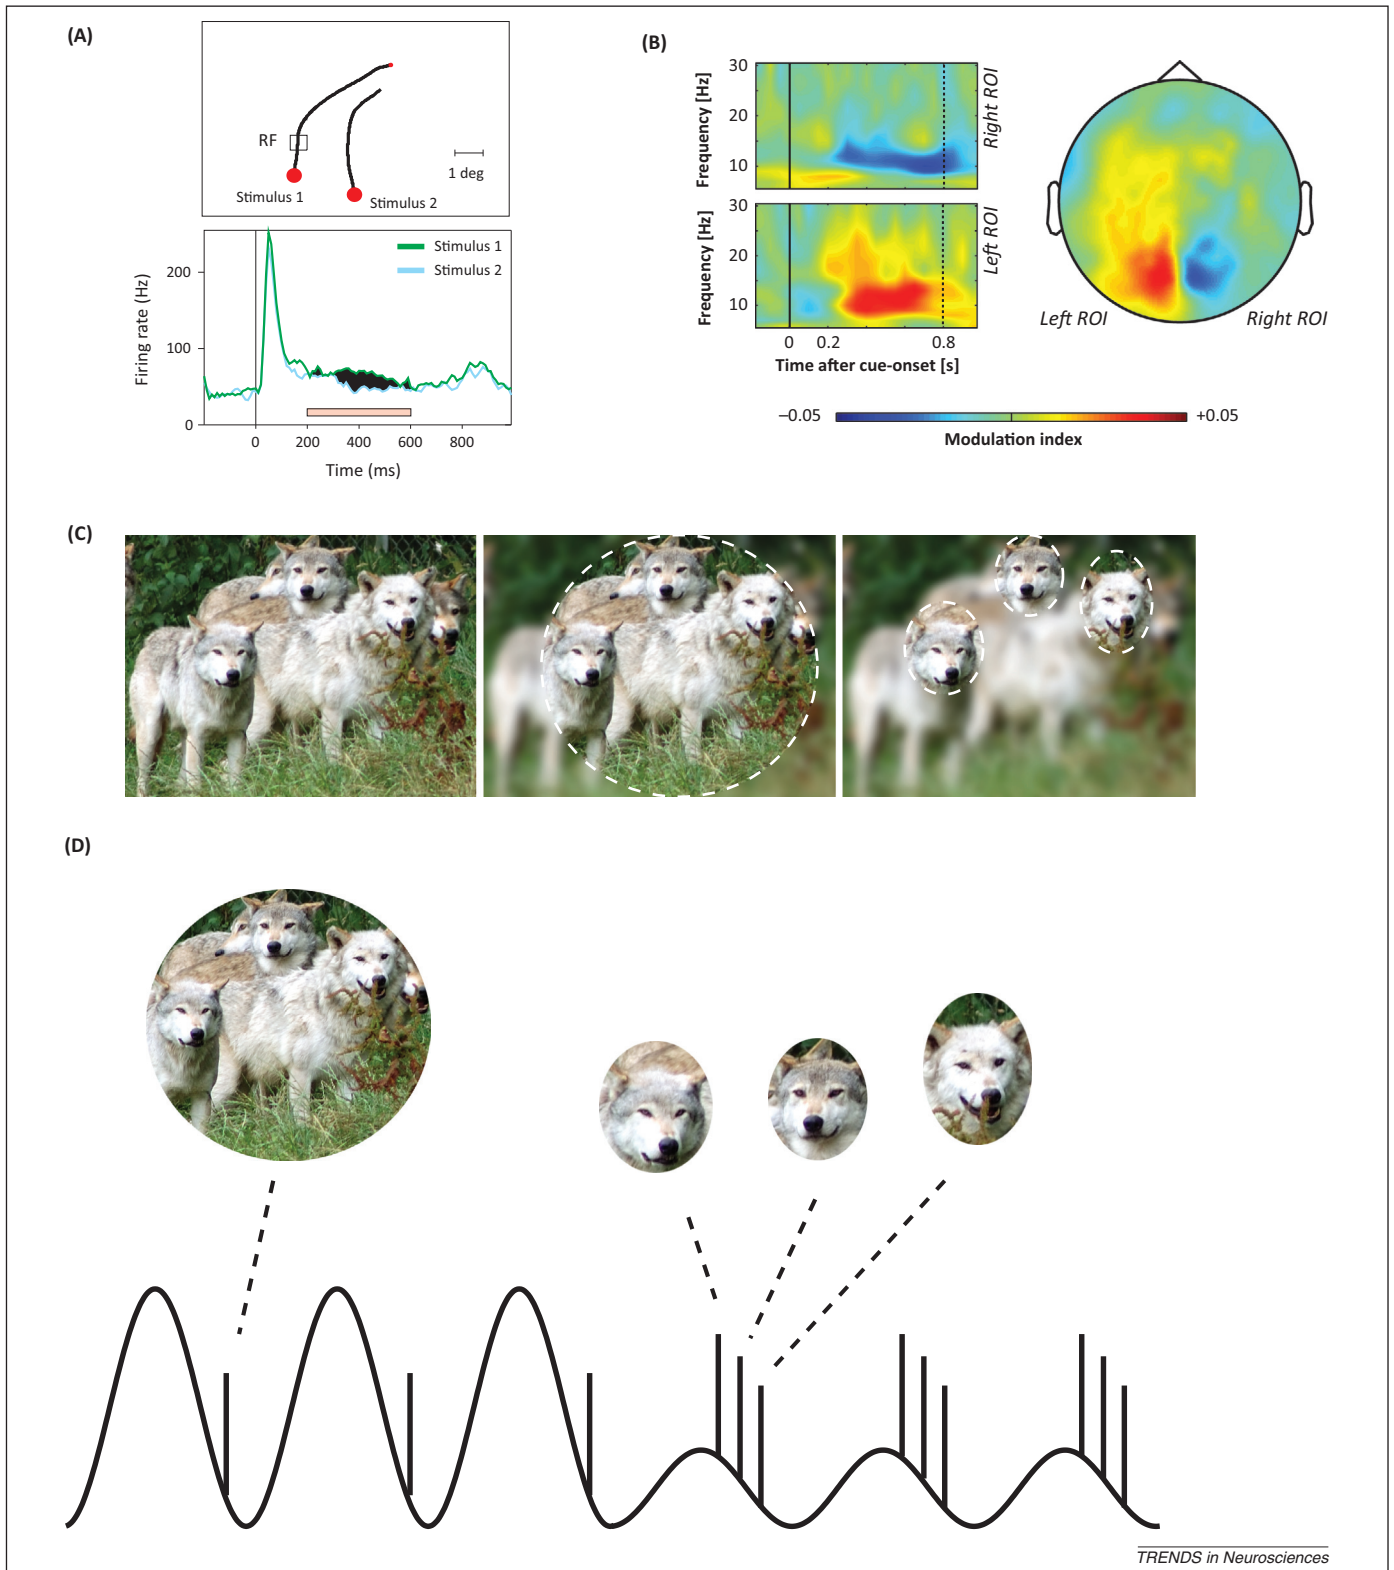 (A)
RF
1 deg
Stimulus 1
Stimulus 2
Stimulus 1
Stimulus 2
Firing rate (Hz)
200
100
0
0 200 400 600 800
Time (ms)
(B)
Frequency [Hz]
30
20
10
Right ROI
Frequency [Hz]
30
20
10
Left ROI
0 0.2 0.8
Time after cue-onset [s]
Left ROI
Right ROI
–0.05
+0.05
Modulation index
(C)
(D)
TRENDS in Neurosciences